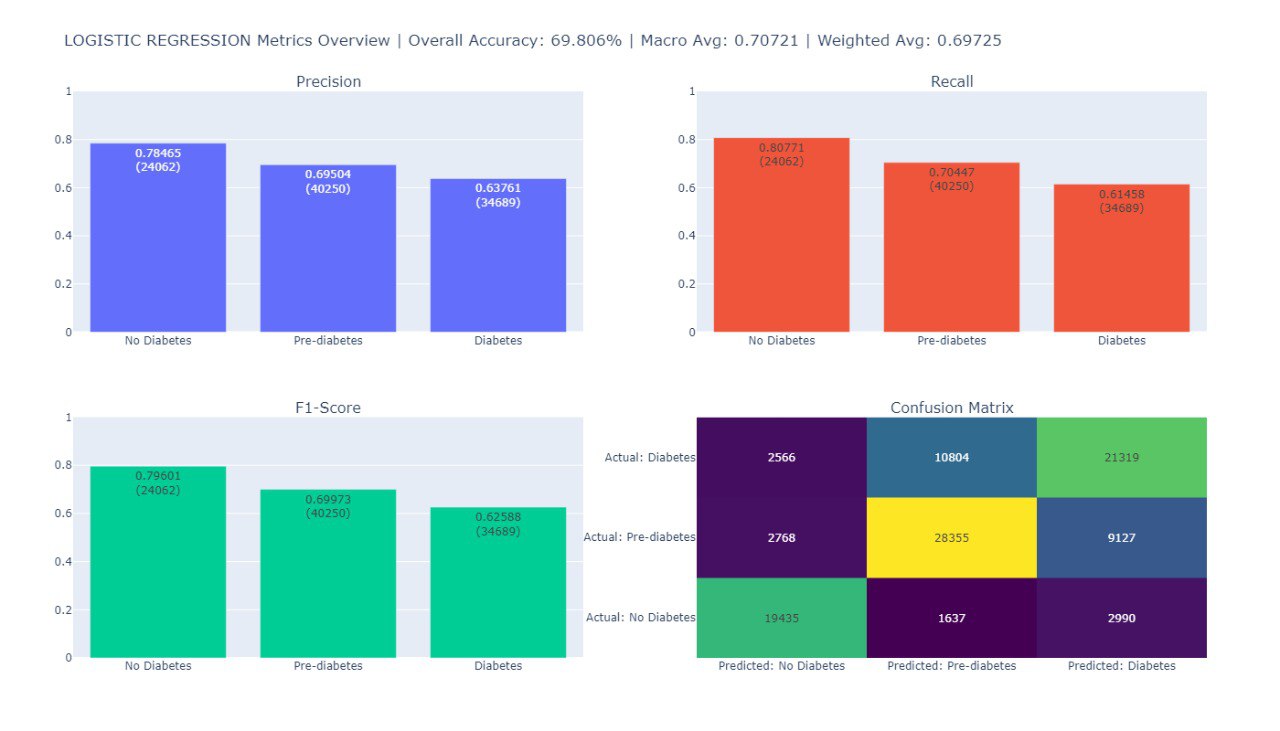 LOGISTIC REGRESSION Metrics Overview | Overall Accuracy: 69.806% | Macro Avg: 0.70721 | Weighted Avg: 0.69725
Precision
1
0.8
0.6
0.4
0.2
0
0.78465
(24062)
0.69504
(40250)
0.63761
(34689)
No Diabetes
Pre-diabetes
Diabetes
Recall
1
0.8
0.6
0.4
0.2
0
0.80771
(24062)
0.70447
(40250)
0.61458
(34689)
No Diabetes
Pre-diabetes
Diabetes
F1-Score
1
0.8
0.6
0.4
0.2
0
0.79601
(24062)
0.69973
(40250)
0.62588
(34689)
No Diabetes
Pre-diabetes
Diabetes
Confusion Matrix
Actual: Diabetes
2566
10804
21319
Actual: Pre-diabetes
2768
28355
9127
Actual: No Diabetes
19435
1637
2990
Predicted: No Diabetes
Predicted: Pre-diabetes
Predicted: Diabetes